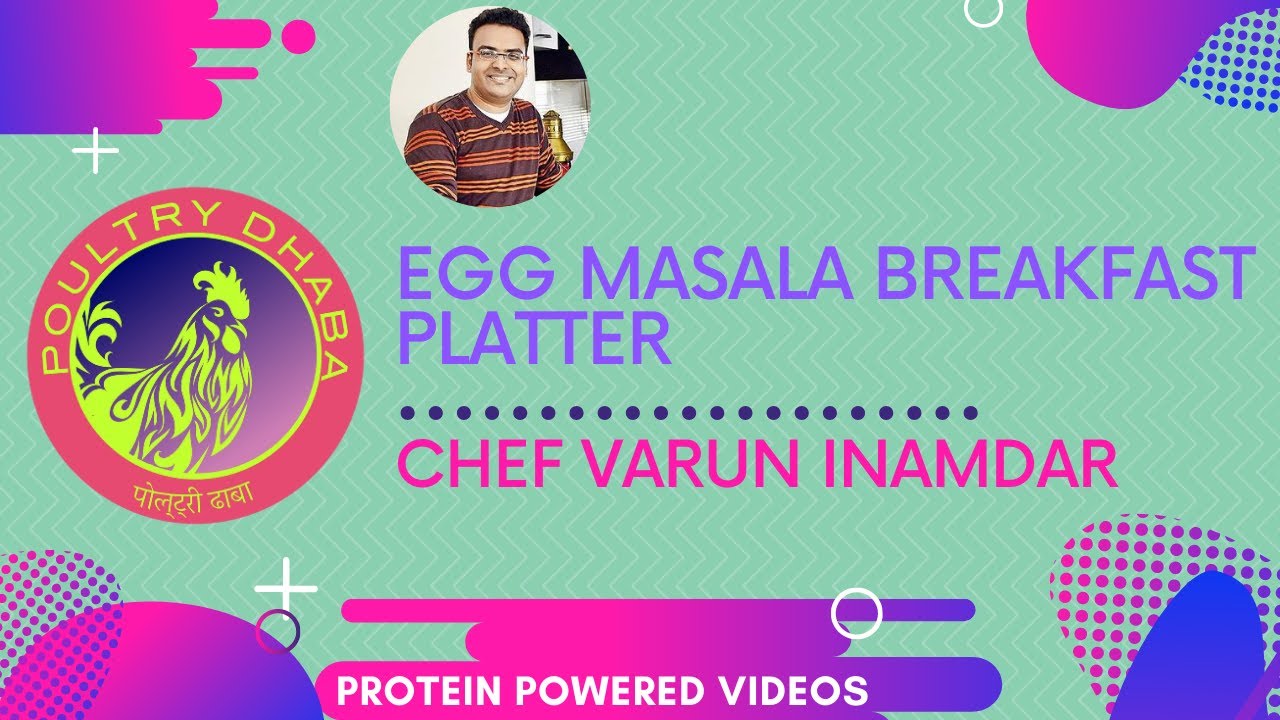 POULTRY DHABA
पोल्ट्री ढाबा
EGG MASALA BREAKFAST
PLATTER
CHEF VARUN INAMDAR
PROTEIN POWERED VIDEOS